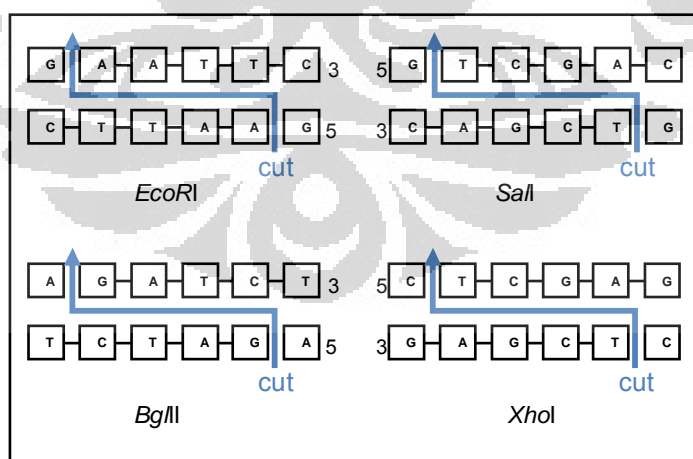 G A A T T C 3
C T T A A G 5
cut
EcoRI
5 G T C G A C
3 C A G C T G
cut
SalI
A G A T C T 3
T C T A G A 5
cut
BglII
5 C T C G A G
3 G A G C T C
cut
XhoI